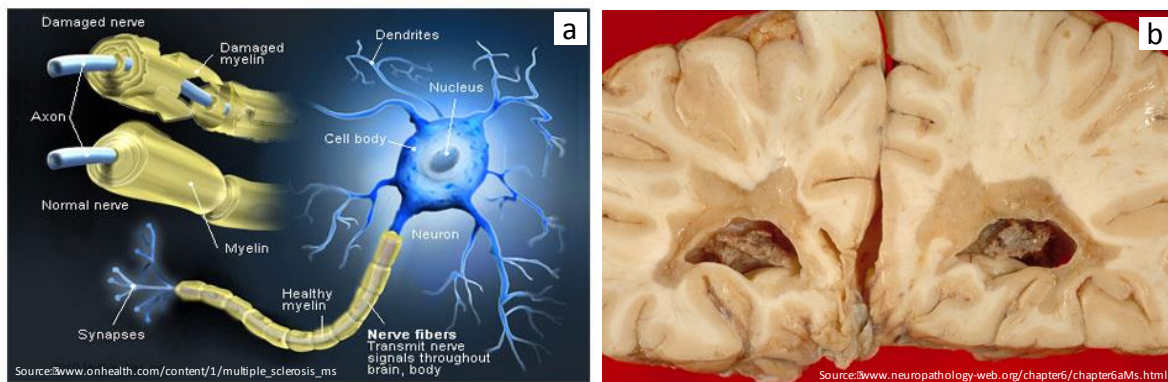 Damaged nerve
a
Dendrites
Damaged
myelin
Nucleus
Axon
Cell body
Normal nerve
Neuron
Myelin
Healthy
myelin
Synapses
Nerve fibers
Transmit nerve
signals throughout
brain, body
Source:www.onhealth.com/content/1/multiple_sclerosis_ms
b
Source:www.neuropathology-web.org/chapter6/chapter6aMs.html